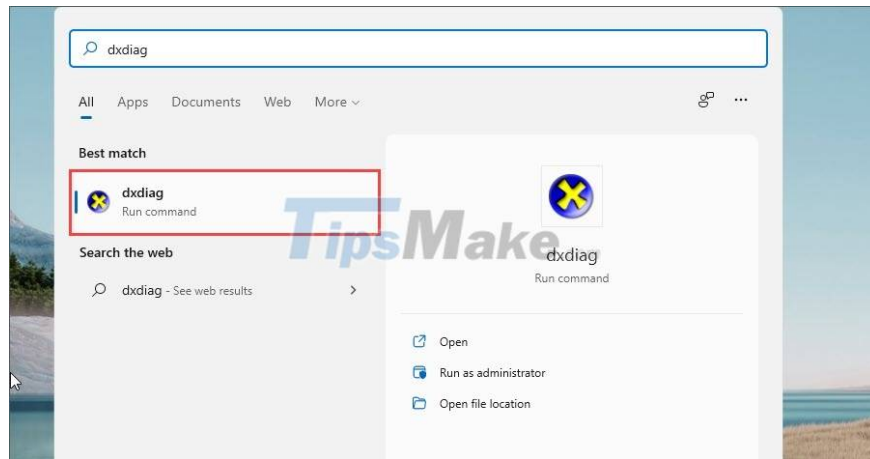 dxdiag
All Apps Documents Web More
Best match
dxdiag
Run command
Search the web
dxdiag - See web results
TipsMake
dxdiag
Run command
Open
Run as administrator
Open file location